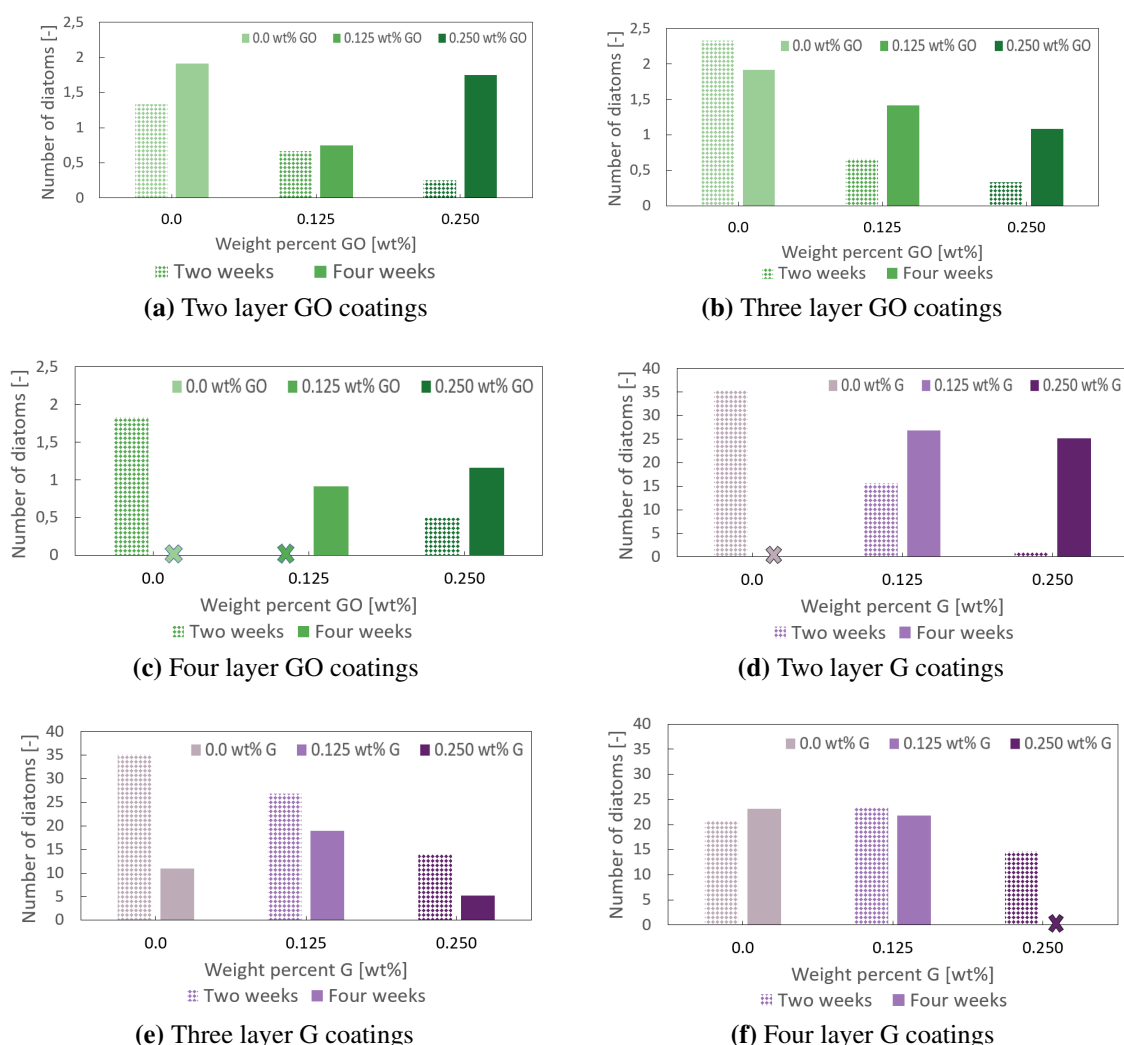 2,5
2
1,5
1
0,5
0
Number of diatoms [-]
0.0 wt% GO 0.125 wt% GO 0.250 wt% GO
0.0 0.125 0.250
Weight percent GO [wt%]
Two weeks Four weeks
(a) Two layer GO coatings
2,5
2
1,5
1
0,5
0
Number of diatoms [-]
0.0 wt% GO 0.125 wt% GO 0.250 wt% GO
0.0 0.125 0.250
Weight percent GO [wt%]
Two weeks Four weeks
(b) Three layer GO coatings
2,5
2
1,5
1
0,5
0
Number of diatoms [-]
0.0 wt% GO 0.125 wt% GO 0.250 wt% GO
0.0 0.125 0.250
Weight percent GO [wt%]
Two weeks Four weeks
(c) Four layer GO coatings
40
35
30
25
20
15
10
5
0
Number of diatoms [-]
0.0 wt% G 0.125 wt% G 0.250 wt% G
0.0 0.125 0.250
Weight percent G [wt%]
Two weeks Four weeks
(d) Two layer G coatings
40
35
30
25
20
15
10
5
0
Number of diatoms [-]
0.0 wt% G 0.125 wt% G 0.250 wt% G
0.0 0.125 0.250
Weight percent G [wt%]
Two weeks Four weeks
(e) Three layer G coatings
40
35
30
25
20
15
10
5
0
Number of diatoms [-]
0.0 wt% G 0.125 wt% G 0.250 wt% G
0.0 0.125 0.250
Weight percent G [wt%]
Two weeks Four weeks
(f) Four layer G coatings